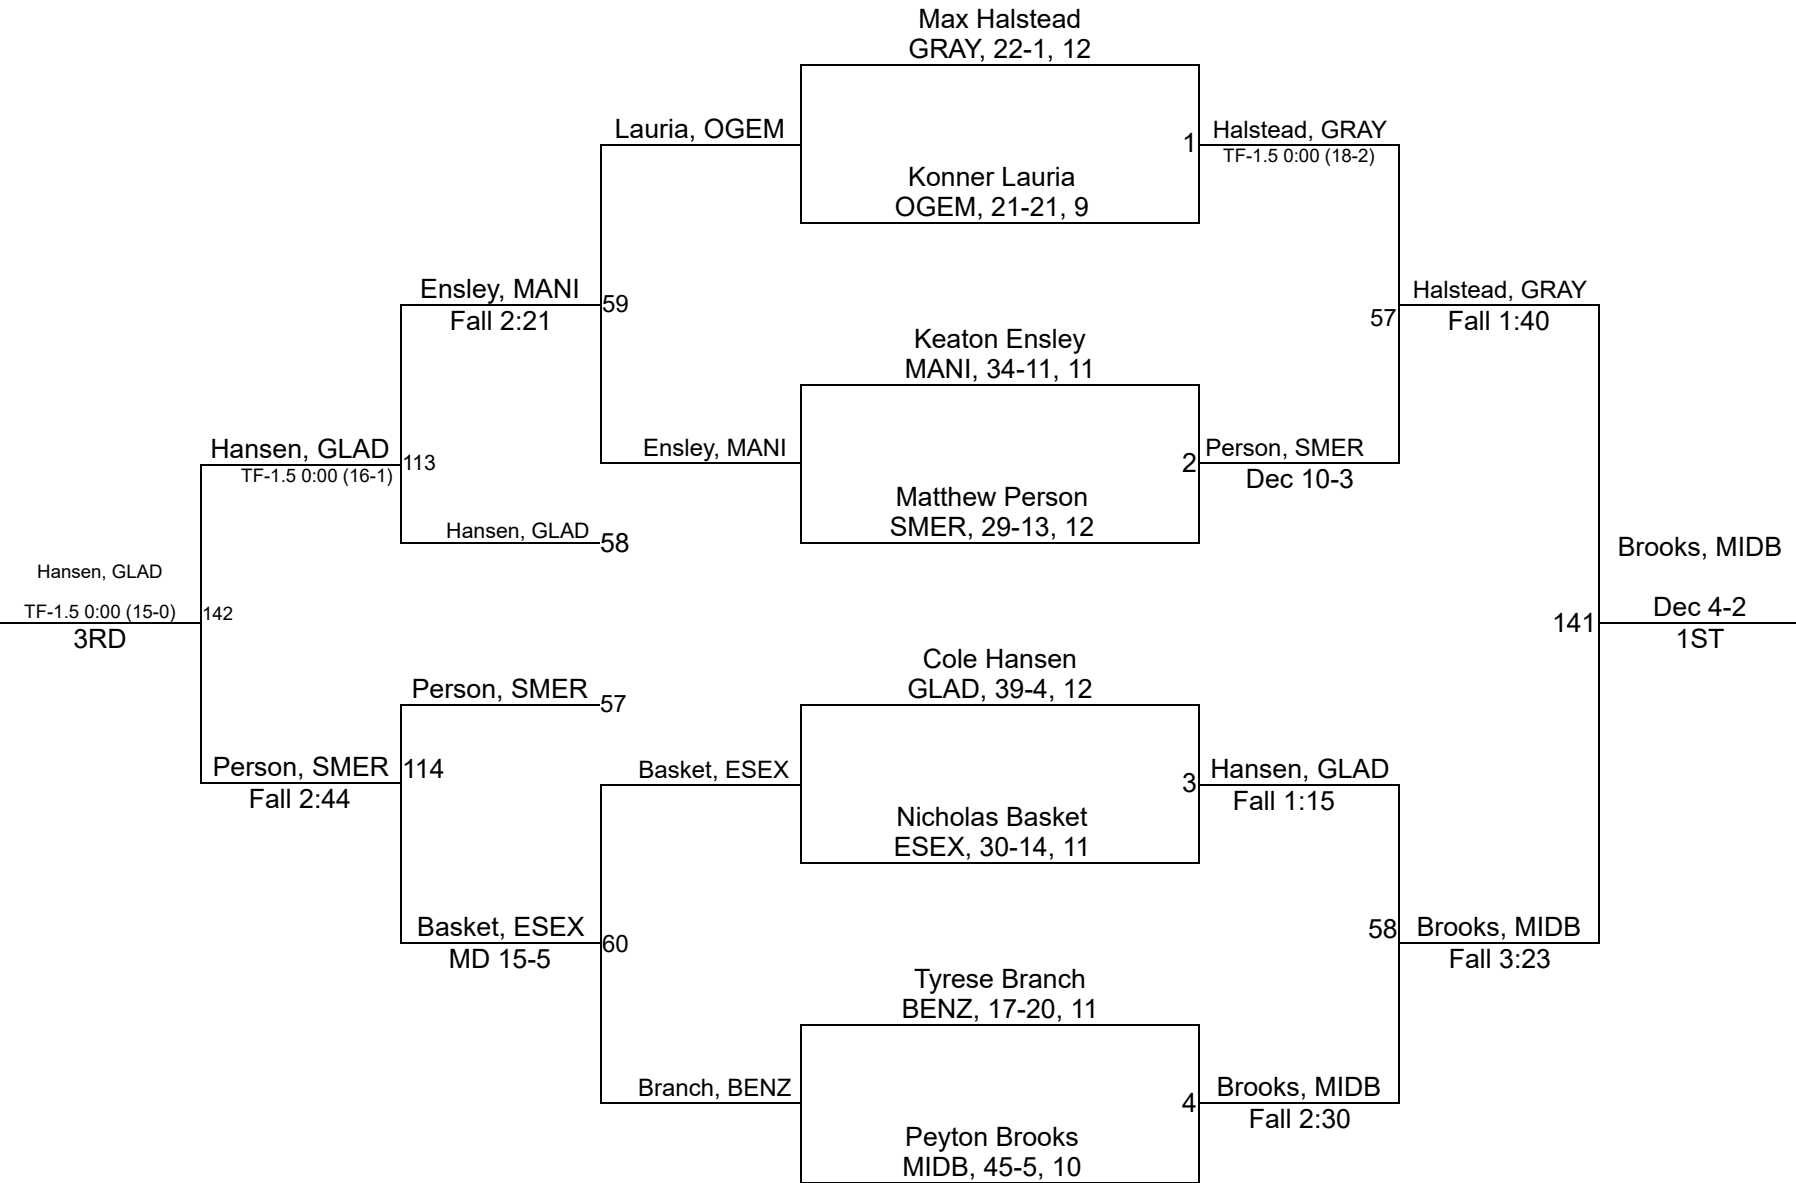 Max Halstead
GRAY, 22-1, 12
Lauria, OGEM
1
Halstead, GRAY
TF-1.5 0:00 (18-2)
Konner Lauria
OGEM, 21-21, 9
Ensley, MANI
Fall 2:21
59
57
Halstead, GRAY
Fall 1:40
Keaton Ensley
MANI, 34-11, 11
Hansen, GLAD
TF-1.5 0:00 (16-1)
113
Ensley, MANI
2
Person, SMER
Dec 10-3
Matthew Person
SMER, 29-13, 12
Hansen, GLAD
58
Hansen, GLAD
TF-1.5 0:00 (15-0)
3RD
142
141
Brooks, MIDB
Dec 4-2
1ST
Cole Hansen
GLAD, 39-4, 12
Person, SMER
57
Person, SMER
Fall 2:44
114
Basket, ESEX
3
Hansen, GLAD
Fall 1:15
Nicholas Basket
ESEX, 30-14, 11
Basket, ESEX
MD 15-5
60
58
Brooks, MIDB
Fall 3:23
Tyrese Branch
BENZ, 17-20, 11
Branch, BENZ
4
Brooks, MIDB
Fall 2:30
Peyton Brooks
MIDB, 45-5, 10